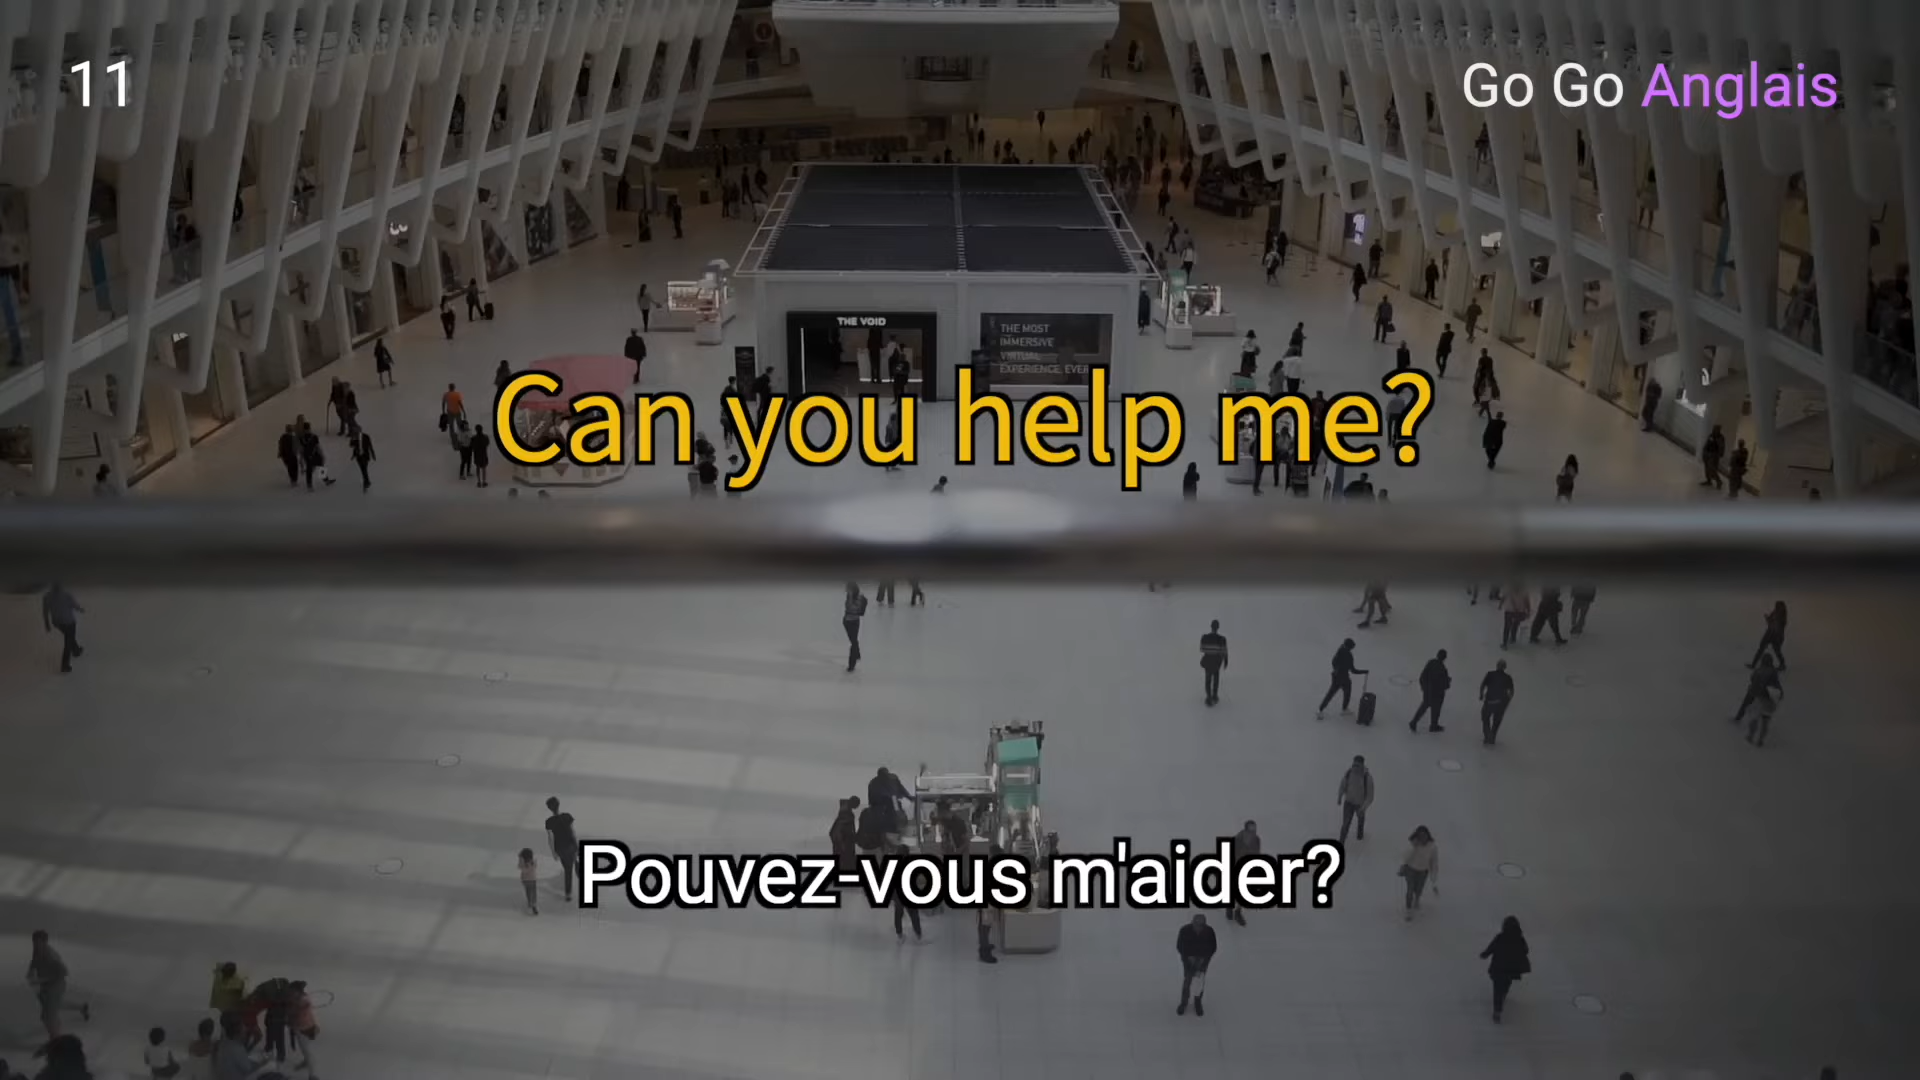 11
Go Go Anglais
THE VOID
THE MOST
IMMERSIVE
VIRTUAL
EXPERIENCE, EVER
Can you help me?
Pouvez-vous m'aider?